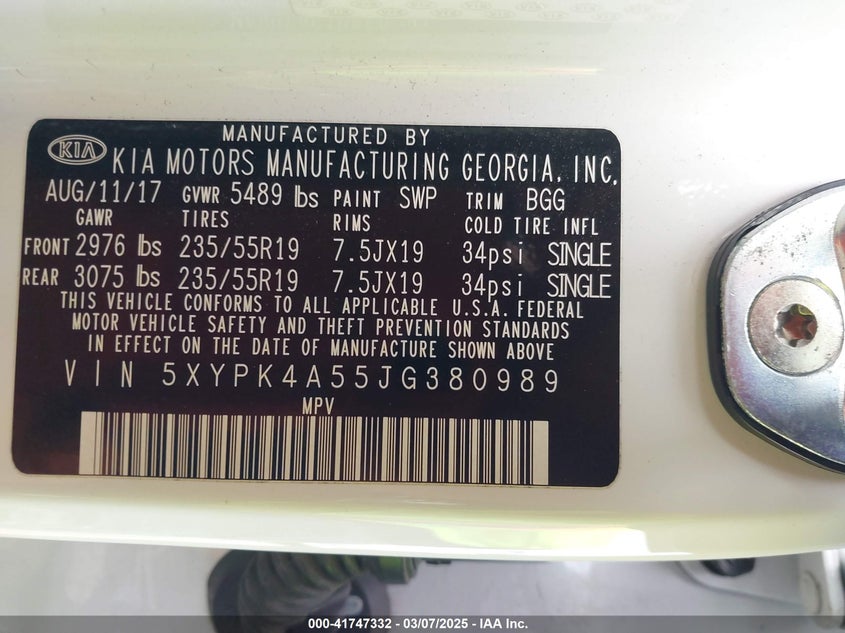 MANUFACTURED BY
KIA KIA MOTORS MANUFACTURING GEORGIA, INC.
AUG/11/17 GVWR 5489 lbs PAINT SWP TRIM BGG
GAWR TIRES RIMS COLD TIRE INFL
FRONT 2976 lbs 235/55R19 7.5JX19 34psi SINGLE
REAR 3075 lbs 235/55R19 7.5JX19 34psi SINGLE
THIS VEHICLE CONFORMS TO ALL APPLICABLE U.S.A. FEDERAL
MOTOR VEHICLE SAFETY AND THEFT PREVENTION STANDARDS
IN EFFECT ON THE DATE OF MANUFACTURE SHOWN ABOVE
VIN 5XYPK4A55JG380989
MPV
000-41747332 - 03/07/2025 - IAA Inc.